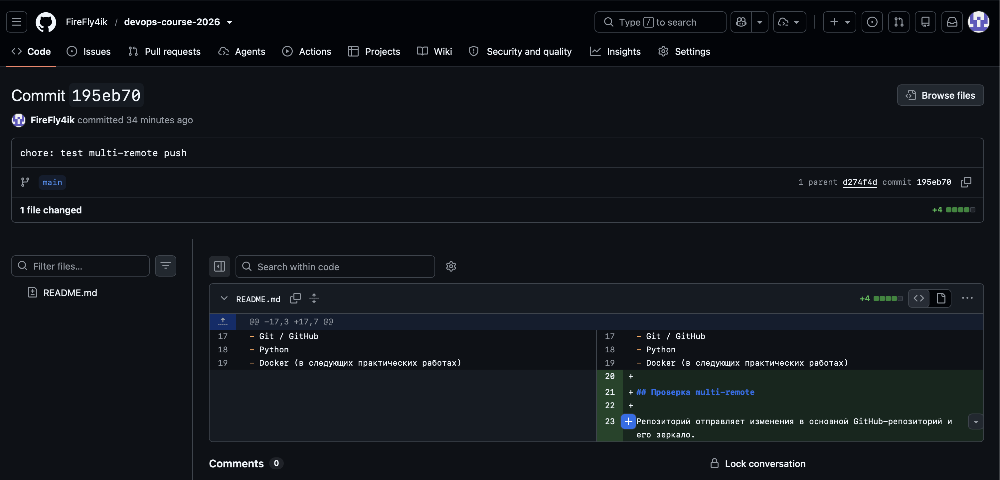 FireFly4ik / devops-course-2026
Type / to search
Code
Issues
Pull requests
Agents
Actions
Projects
Wiki
Security and quality
Insights
Settings
Commit 195eb70
Browse files
FireFly4ik committed 34 minutes ago
chore: test multi-remote push
main
1 parent d274f4d commit 195eb70
1 file changed
+4
Filter files...
Search within code
README.md
README.md
+4
@@ -17,3 +17,7 @@
17 - Git / GitHub
18 - Python
19 - Docker (в следующих практических работах)
17 - Git / GitHub
18 - Python
19 - Docker (в следующих практических работах)
20 +
21 + ## Проверка multi-remote
22 +
23 + Репозиторий отправляет изменения в основной GitHub-репозиторий и
его зеркало.
Comments 0
Lock conversation